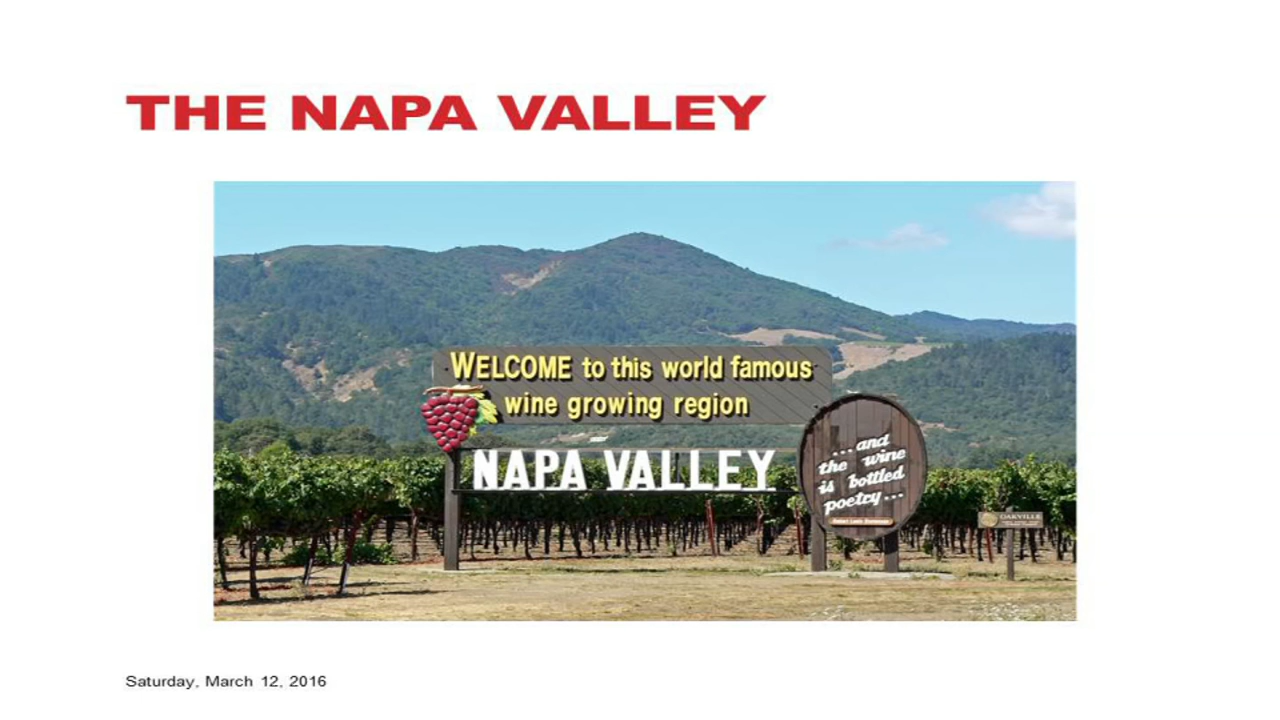 THE NAPA VALLEY
WELCOME to this world famous
wine growing region
NAPA VALLEY
...and
the wine
is bottled
poetry...
OAKVILLE
Saturday, March 12, 2016